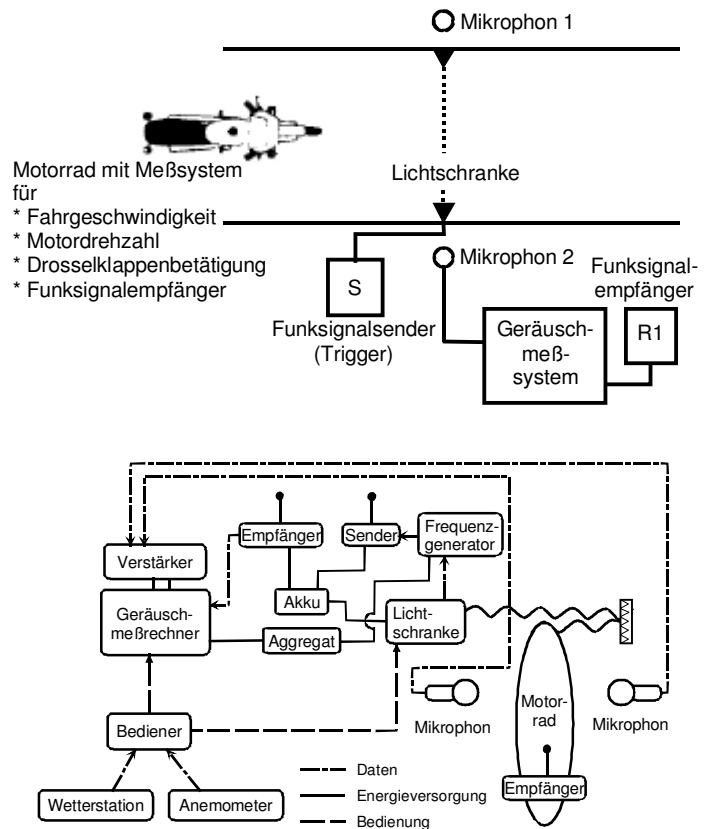 Mikrophon 1
Motorrad mit Meßsystem
für
* Fahrgeschwindigkeit
* Motordrehzahl
* Drosselklappenbetätigung
* Funksignalempfänger
Lichtschranke
Mikrophon 2
S
Funksignalsender
(Trigger)
Geräusch-
meß-
system
Funksignal-
empfänger
R1
Verstärker
Geräusch-
meßrechner
Empfänger
Sender
Frequenz-
generator
Akku
Licht-
schranke
Aggregat
Bediener
Wetterstation
Anemometer
Mikrophon
Motor-
rad
Empfänger
Mikrophon
Daten
Energieversorgung
Bedienung